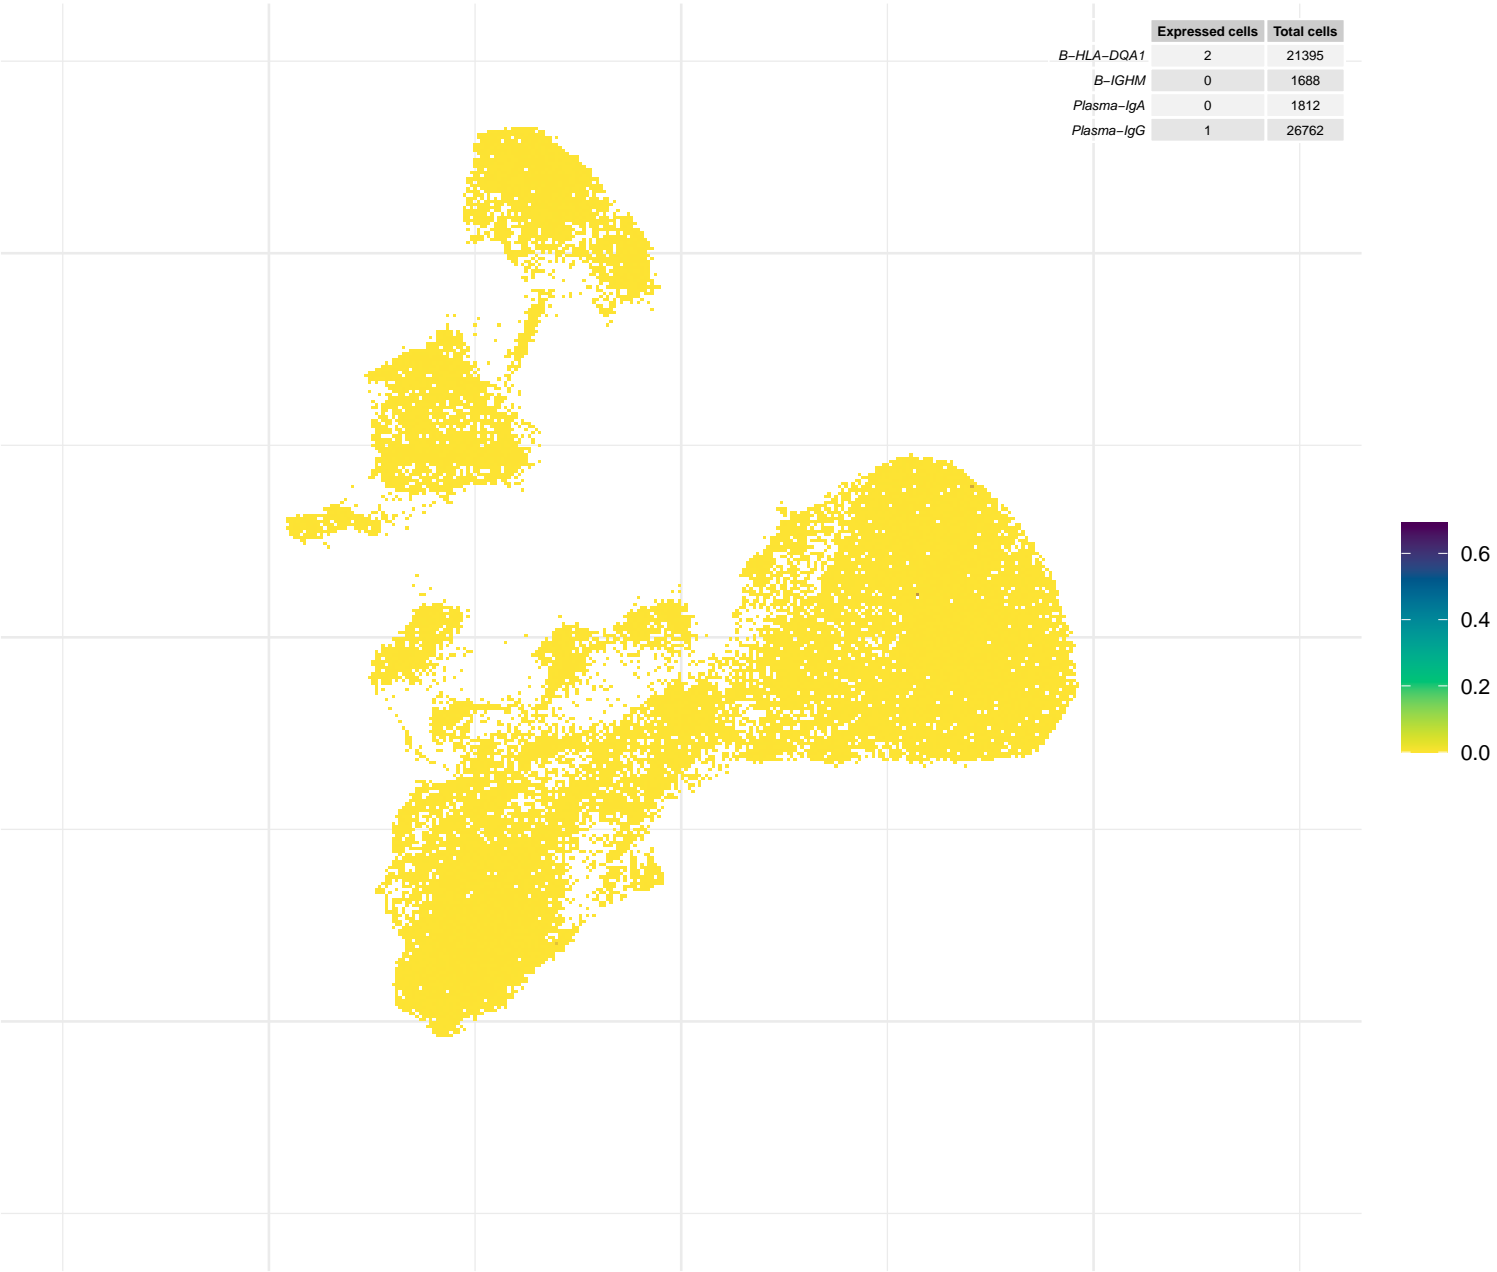 Expressed cells Total cells
B−HLA−DQA1 2 21395
B−IGHM 0 1688
Plasma−IgA 0 1812
Plasma−IgG 1 26762
0.6
0.4
0.2
0.0